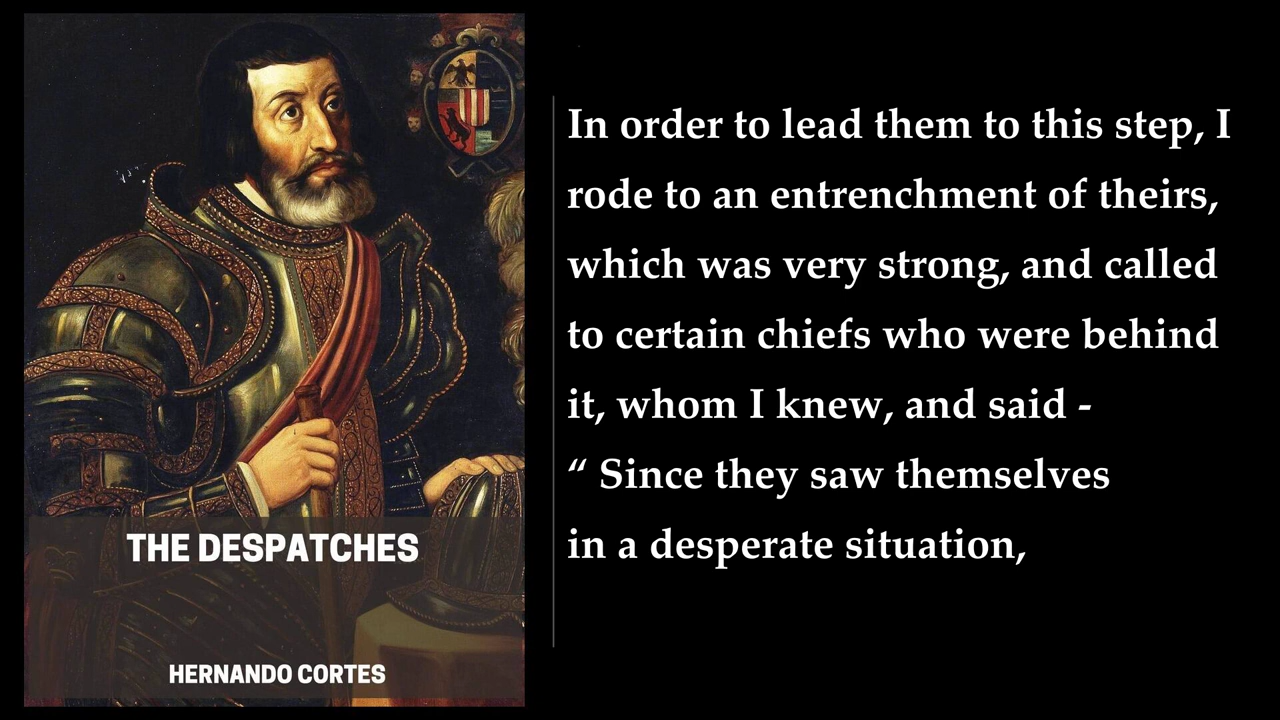 THE DESPATCHES
HERNANDO CORTES
In order to lead them to this step, I
rode to an entrenchment of theirs,
which was very strong, and called
to certain chiefs who were behind
it, whom I knew, and said -
“ Since they saw themselves
in a desperate situation,